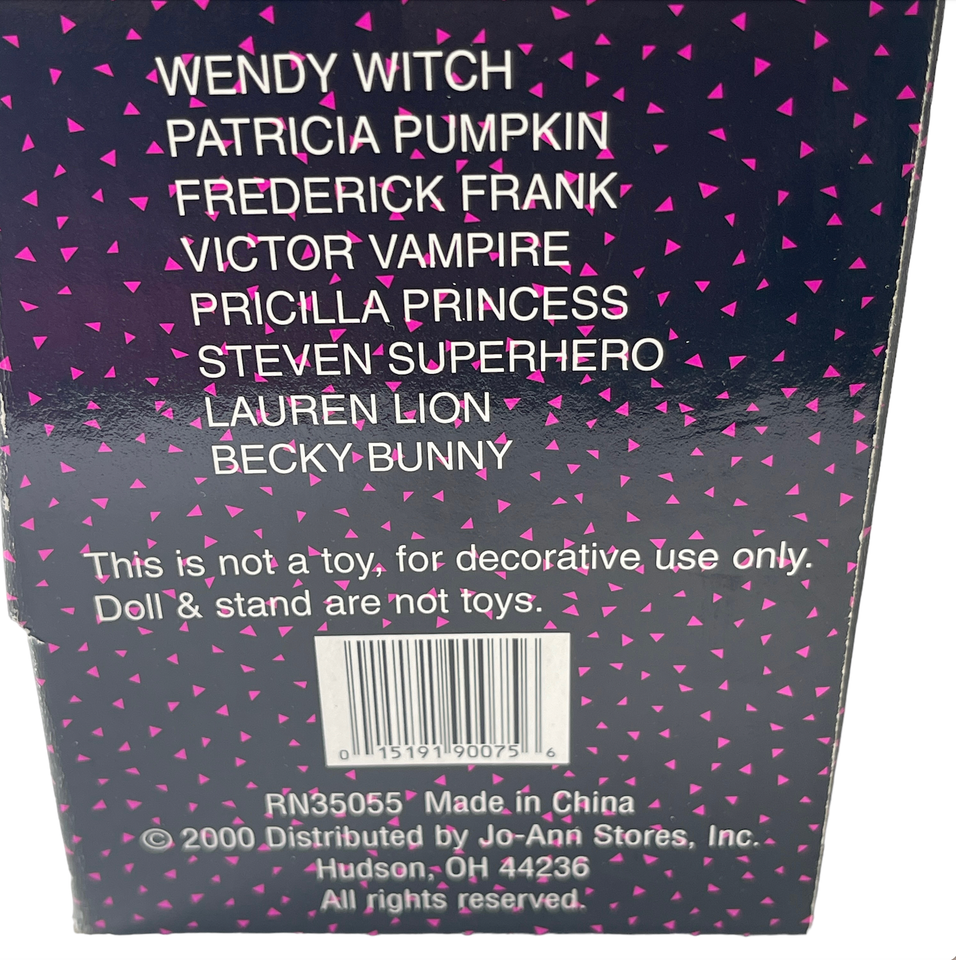 WENDY WITCH
PATRICIA PUMPKIN
FREDERICK FRANK
VICTOR VAMPIRE
PRICILLA PRINCESS
STEVEN SUPERHERO
LAUREN LION
BECKY BUNNY
This is not a toy, for decorative use only.
Doll & stand are not toys.
0 15191 90075 6
RN35055 Made in China
© 2000 Distributed by Jo-Ann Stores, Inc.
Hudson, OH 44236
All rights reserved.